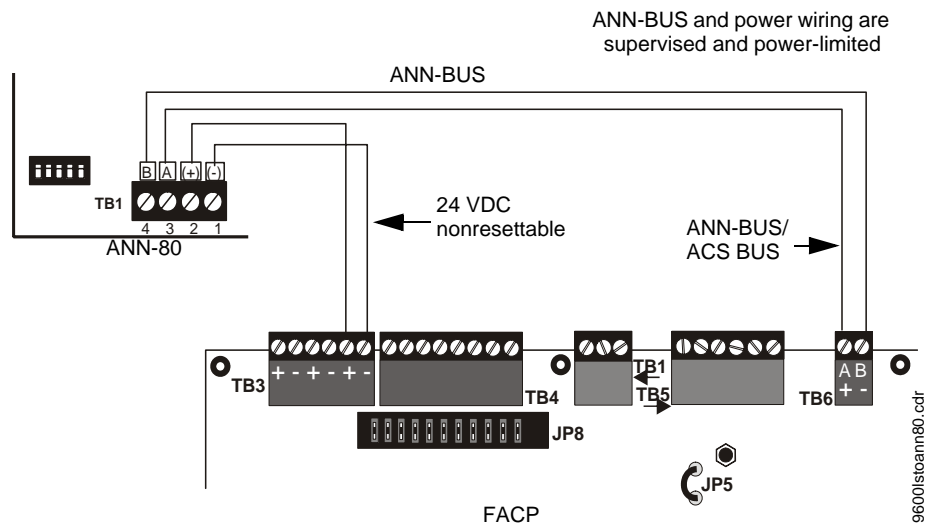 ANN-BUS and power wiring are
supervised and power-limited
ANN-BUS
B A (+) (-)
TB1
4 3 2 1
ANN-80
24 VDC
nonresettable
ANN-BUS/
ACS BUS
TB3
+ - + - + -
TB4
TB1
TB5
TB6
A B
+ -
JP8
JP5
FACP
9600lstoann80.cdr